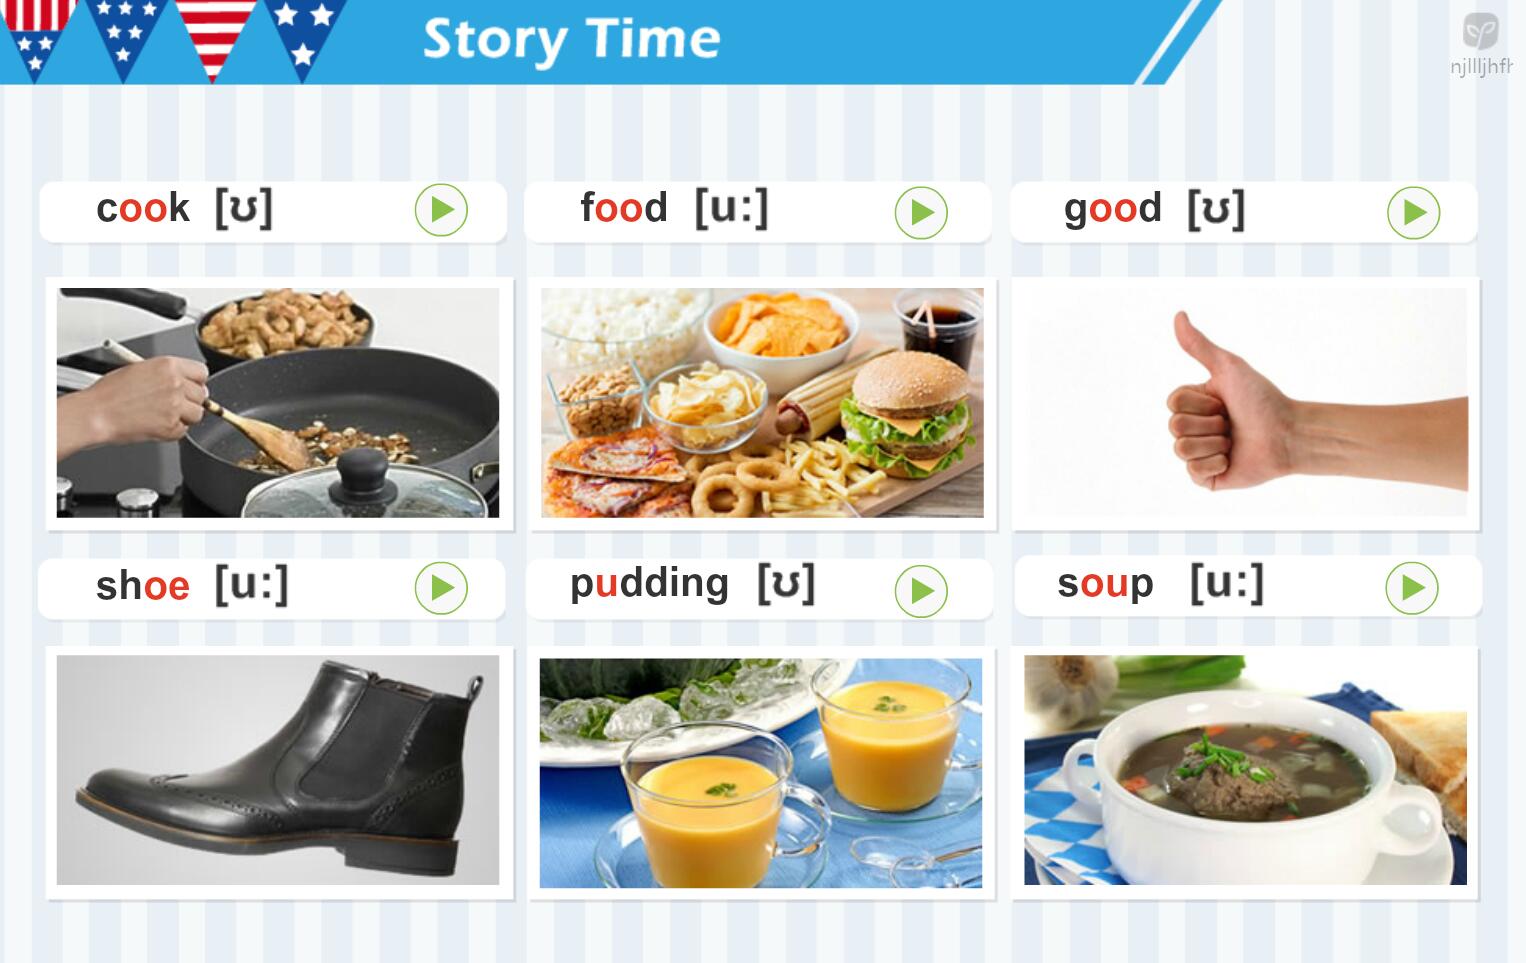 Story Time
njllljhfh
cook [ʊ]
food [u:]
good [ʊ]
shoe [u:]
pudding [ʊ]
soup [u:]